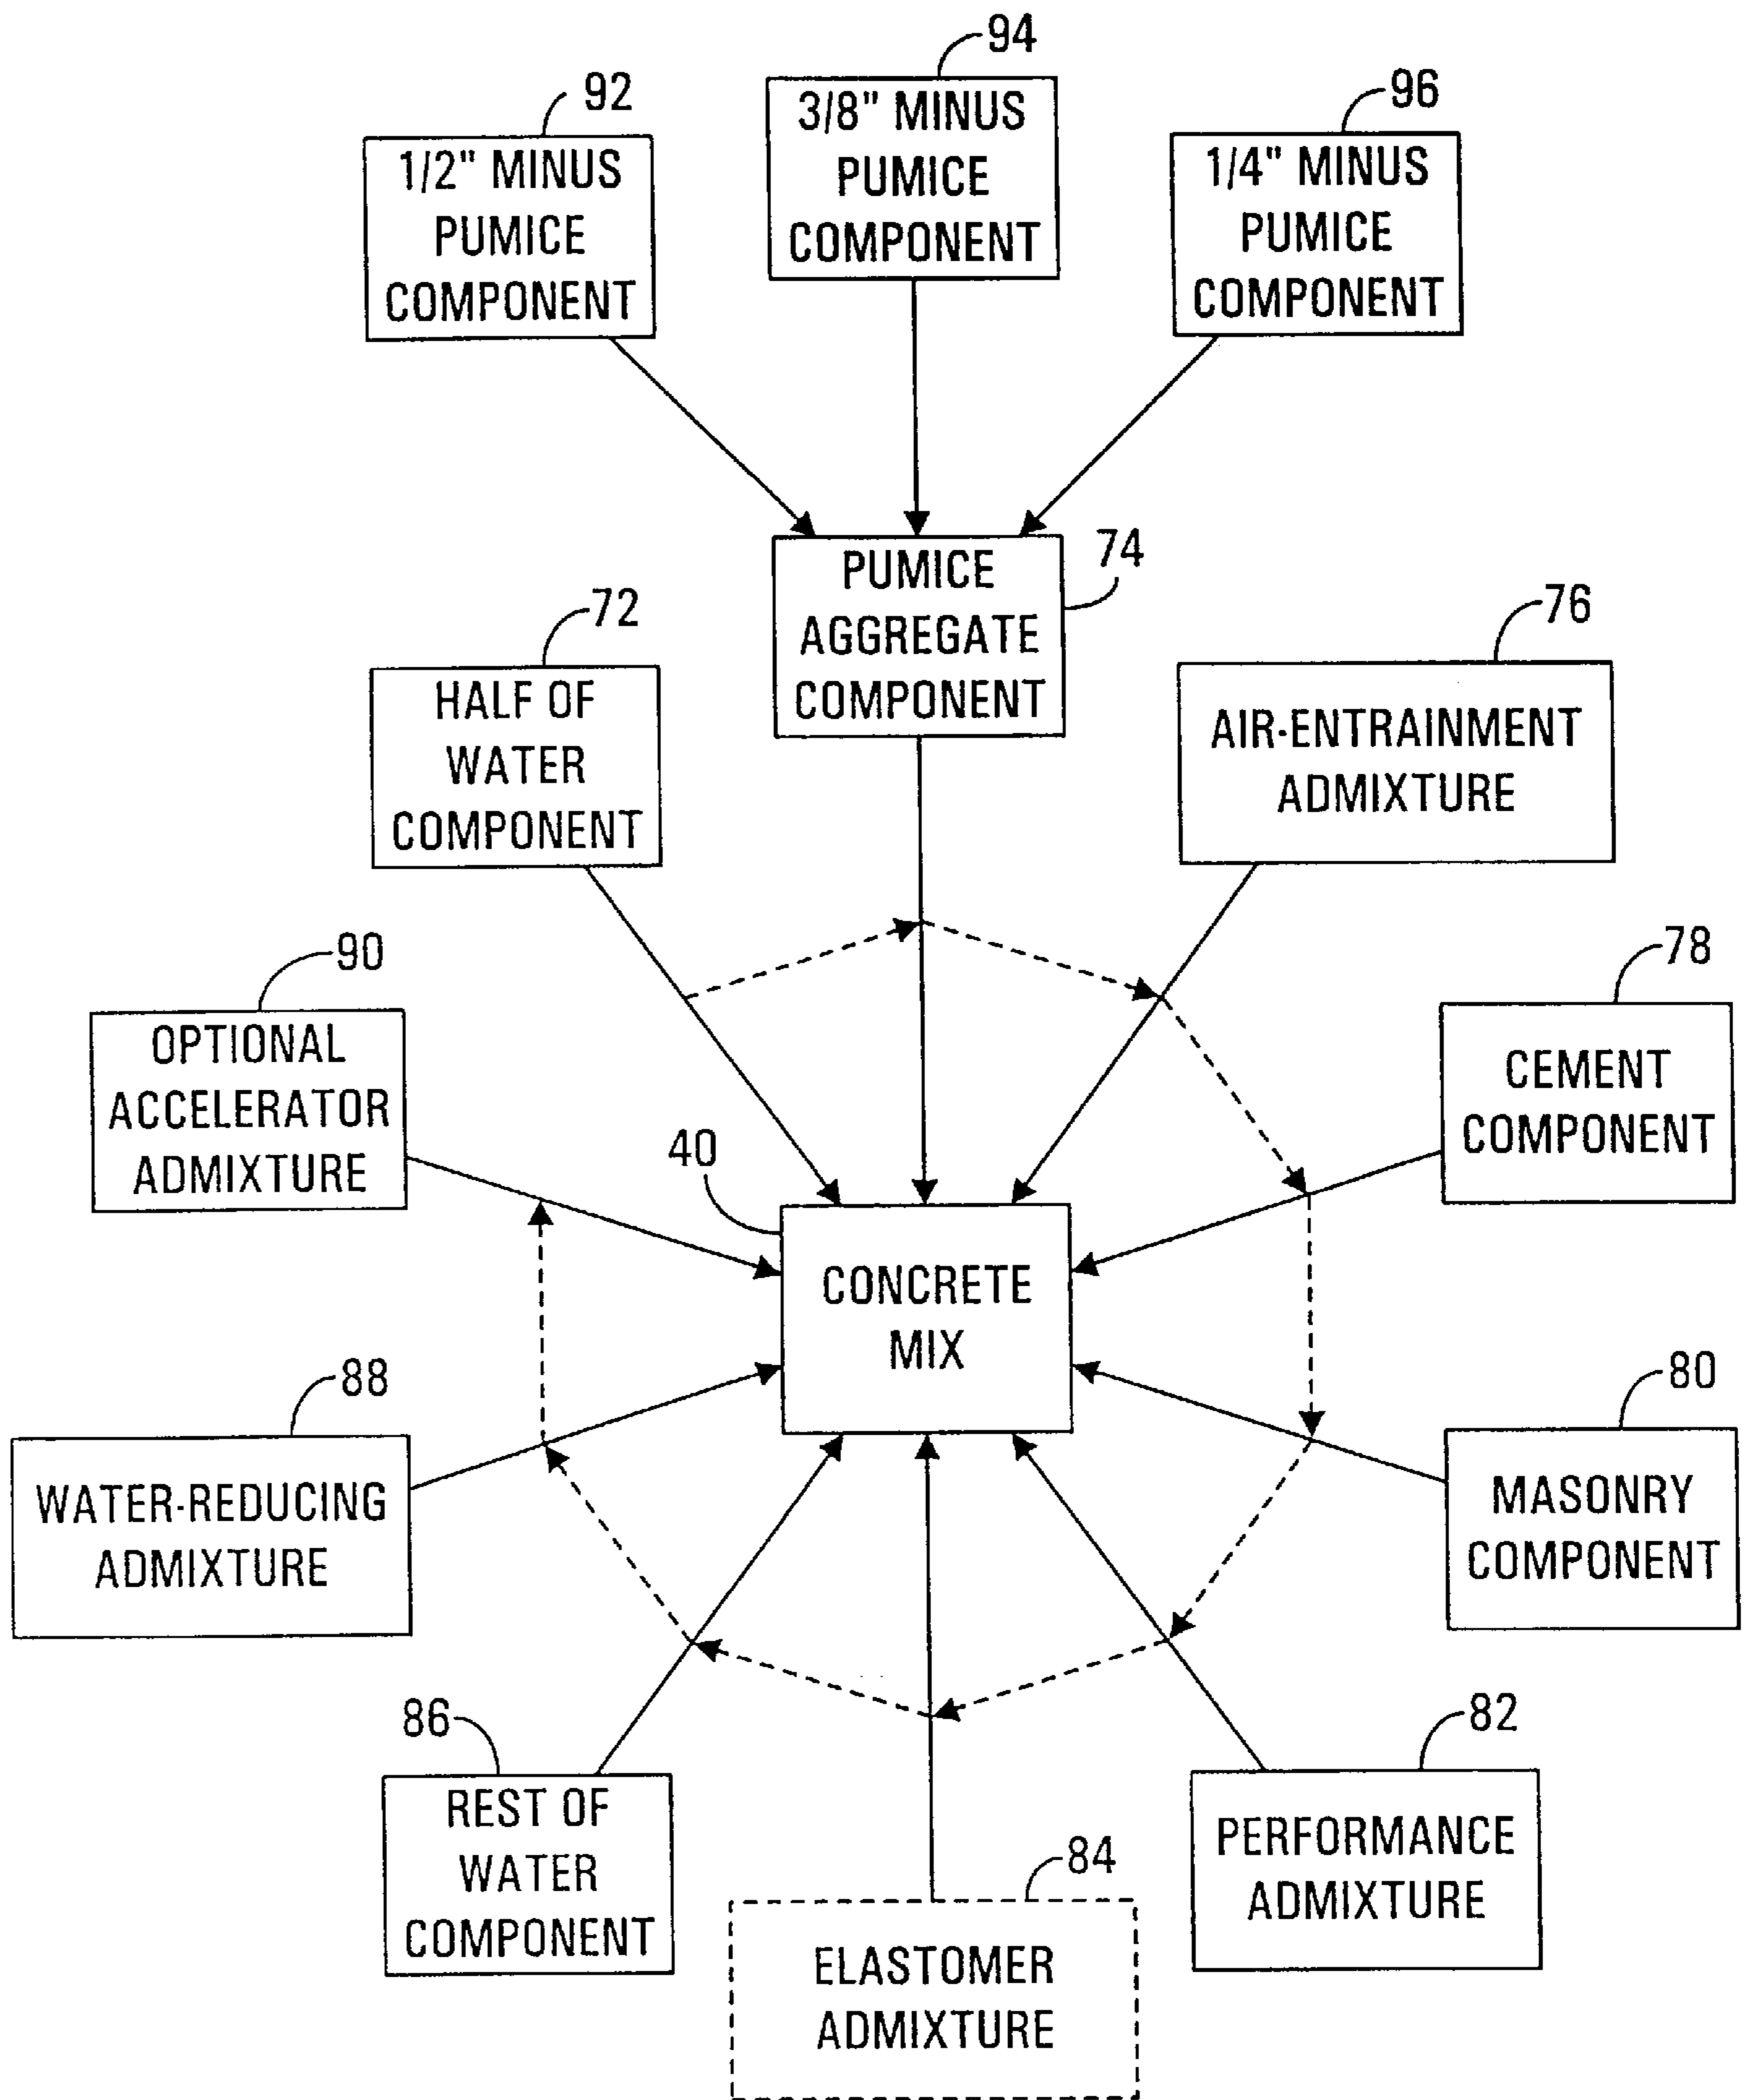 94
3/8" MINUS
PUMICE
COMPONENT
92
1/2" MINUS
PUMICE
COMPONENT
96
1/4" MINUS
PUMICE
COMPONENT
74
PUMICE
AGGREGATE
COMPONENT
72
HALF OF
WATER
COMPONENT
76
AIR-ENTRAINMENT
ADMIXTURE
90
OPTIONAL
ACCELERATOR
ADMIXTURE
78
CEMENT
COMPONENT
40
CONCRETE
MIX
88
WATER-REDUCING
ADMIXTURE
80
MASONRY
COMPONENT
86
REST OF
WATER
COMPONENT
84
ELASTOMER
ADMIXTURE
82
PERFORMANCE
ADMIXTURE